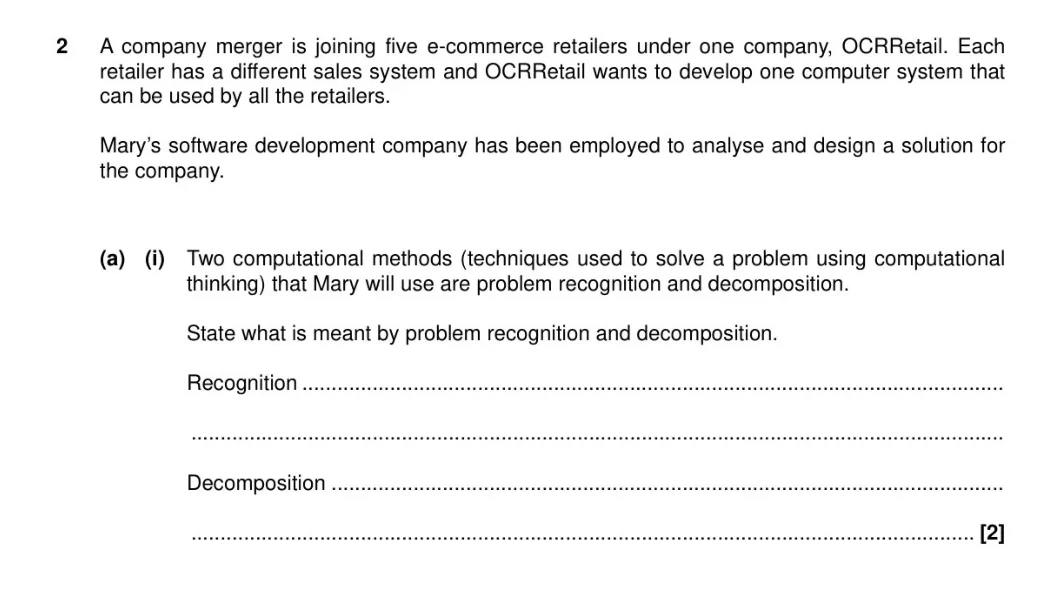 2 A company merger is joining five e-commerce retailers under one company, OCRRetail. Each
retailer has a different sales system and OCRRetail wants to develop one computer system that
can be used by all the retailers.
Mary's software development company has been employed to analyse and design a solution for
the company.
(a) (i) Two computational methods (techniques used to solve a problem using computational
thinking) that Mary will use are problem recognition and decomposition.
State what is meant by problem recognition and decomposition.
Recognition ....................................................................................................
....................................................................................................
Decomposition ....................................................................................................
.................................................................................................... [2]